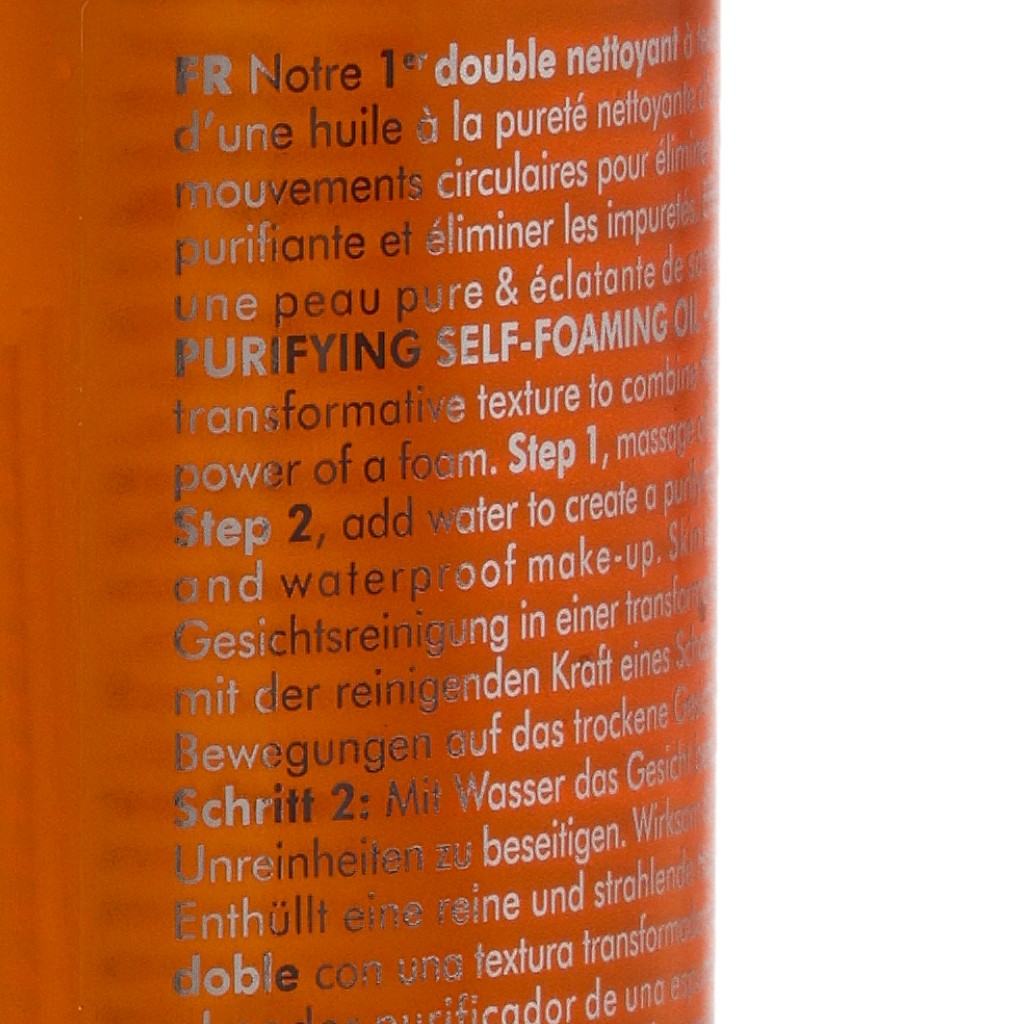 FR Notre 1er double nettoyant à
d'une huile à la pureté nettoyante
mouvements circulaires pour
purifiante et éliminer les impuretés.
une peau pure & éclatante de
PURIFYING SELF-FOAMING OIL
transformative texture to combine
power of a foam. Step 1, massage
Step 2, add water to create a
and waterproof make-up.
Gesichtsreinigung in einer
mit der reinigenden Kraft eines
Bewegungen auf das trockene
Schritt 2: Mit Wasser das Gesicht
Unreinheiten zu beseitigen.
Enthüllt eine reine und strahlende
doble con una textura
purificador de una